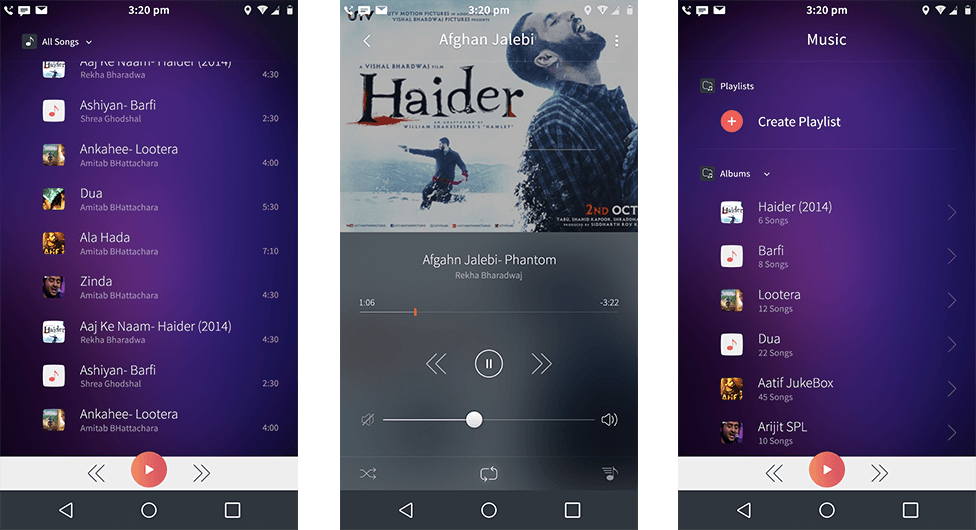 3:20 pm
All Songs
Aaj Ke Naam- Haider (2014)
Rekha Bharadwa
4:30
Ashiyan- Barfi
Shrea Ghodshal
2:30
Ankahee- Lootera
Amitab BHattachara
4:00
Dua
Amitab BHattachara
5:30
Ala Hada
Amitab BHattachara
7:10
Zinda
Amitab BHattachara
4:30
Aaj Ke Naam- Haider (2014)
Rekha Bharadwa
4:30
Ashiyan- Barfi
Shrea Ghodshal
2:30
Ankahee- Lootera
Amitab BHattachara
4:00
3:20 pm
UTV
UTV MOTION PICTURES IN ASSOCIATION
VISHAL BHARDWAJ PICTURES PRESENTS
Afghan Jalebi
A VISHAL BHARDWAJ FILM
Haider
AN ADAPTATION OF
WILLIAM SHAKESPEARE'S "HAMLET"
2ND OCT
TABU, SHAHID KAPOOR, SHRADDHA
PRODUCED BY SIDDHARTH ROY K
Afgahn Jalebi- Phantom
Rekha Bharadwaj
1:06
-3:22
3:20 pm
Music
Playlists
Create Playlist
Albums
Haider (2014)
6 Songs
Barfi
8 Songs
Lootera
12 Songs
Dua
22 Songs
Aatif JukeBox
45 Songs
Arijit SPL
10 Songs